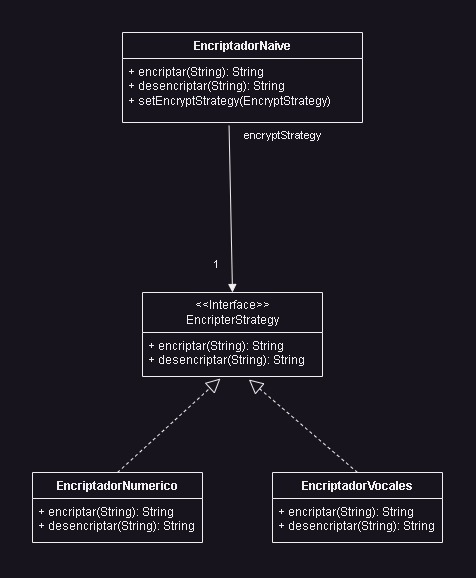 EncriptadorNaive
+ encriptar(String): String
+ desencriptar(String): String
+ setEncryptStrategy(EncryptStrategy)
encryptStrategy
1
<<Interface>>
EncripterStrategy
+ encriptar(String): String
+ desencriptar(String): String
EncriptadorNumerico
+ encriptar(String): String
+ desencriptar(String): String
EncriptadorVocales
+ encriptar(String): String
+ desencriptar(String): String